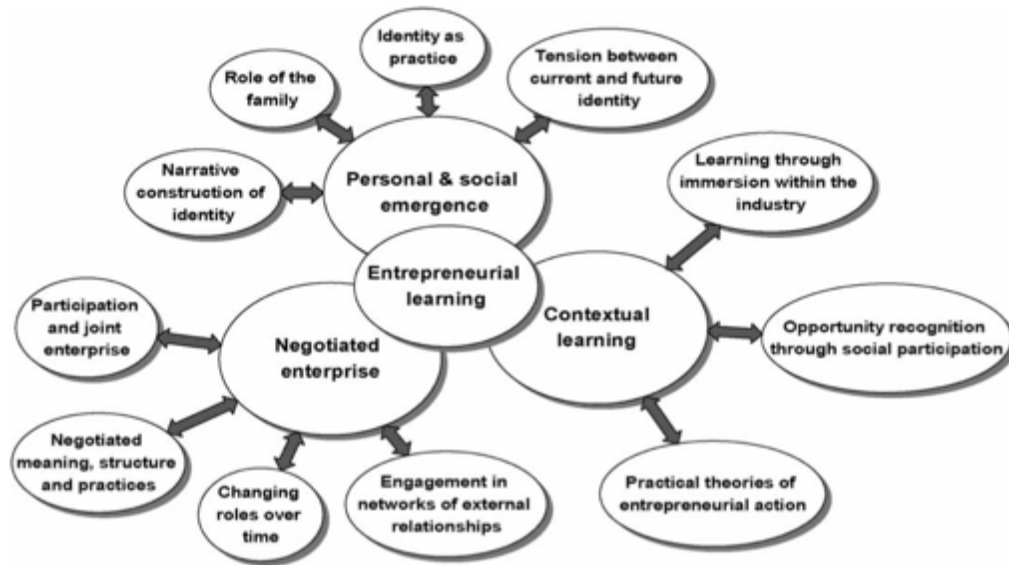 Identity as
practice
Tension between
current and future
identity
Role of the
family
Narrative
construction of
identity
Personal & social
emergence
Learning through
immersion within the
industry
Entrepreneurial
learning
Participation
and joint
enterprise
Negotiated
enterprise
Contextual
learning
Opportunity recognition
through social participation
Negotiated
meaning, structure
and practices
Changing
roles over
time
Engagement in
networks of external
relationships
Practical theories of
entrepreneurial action